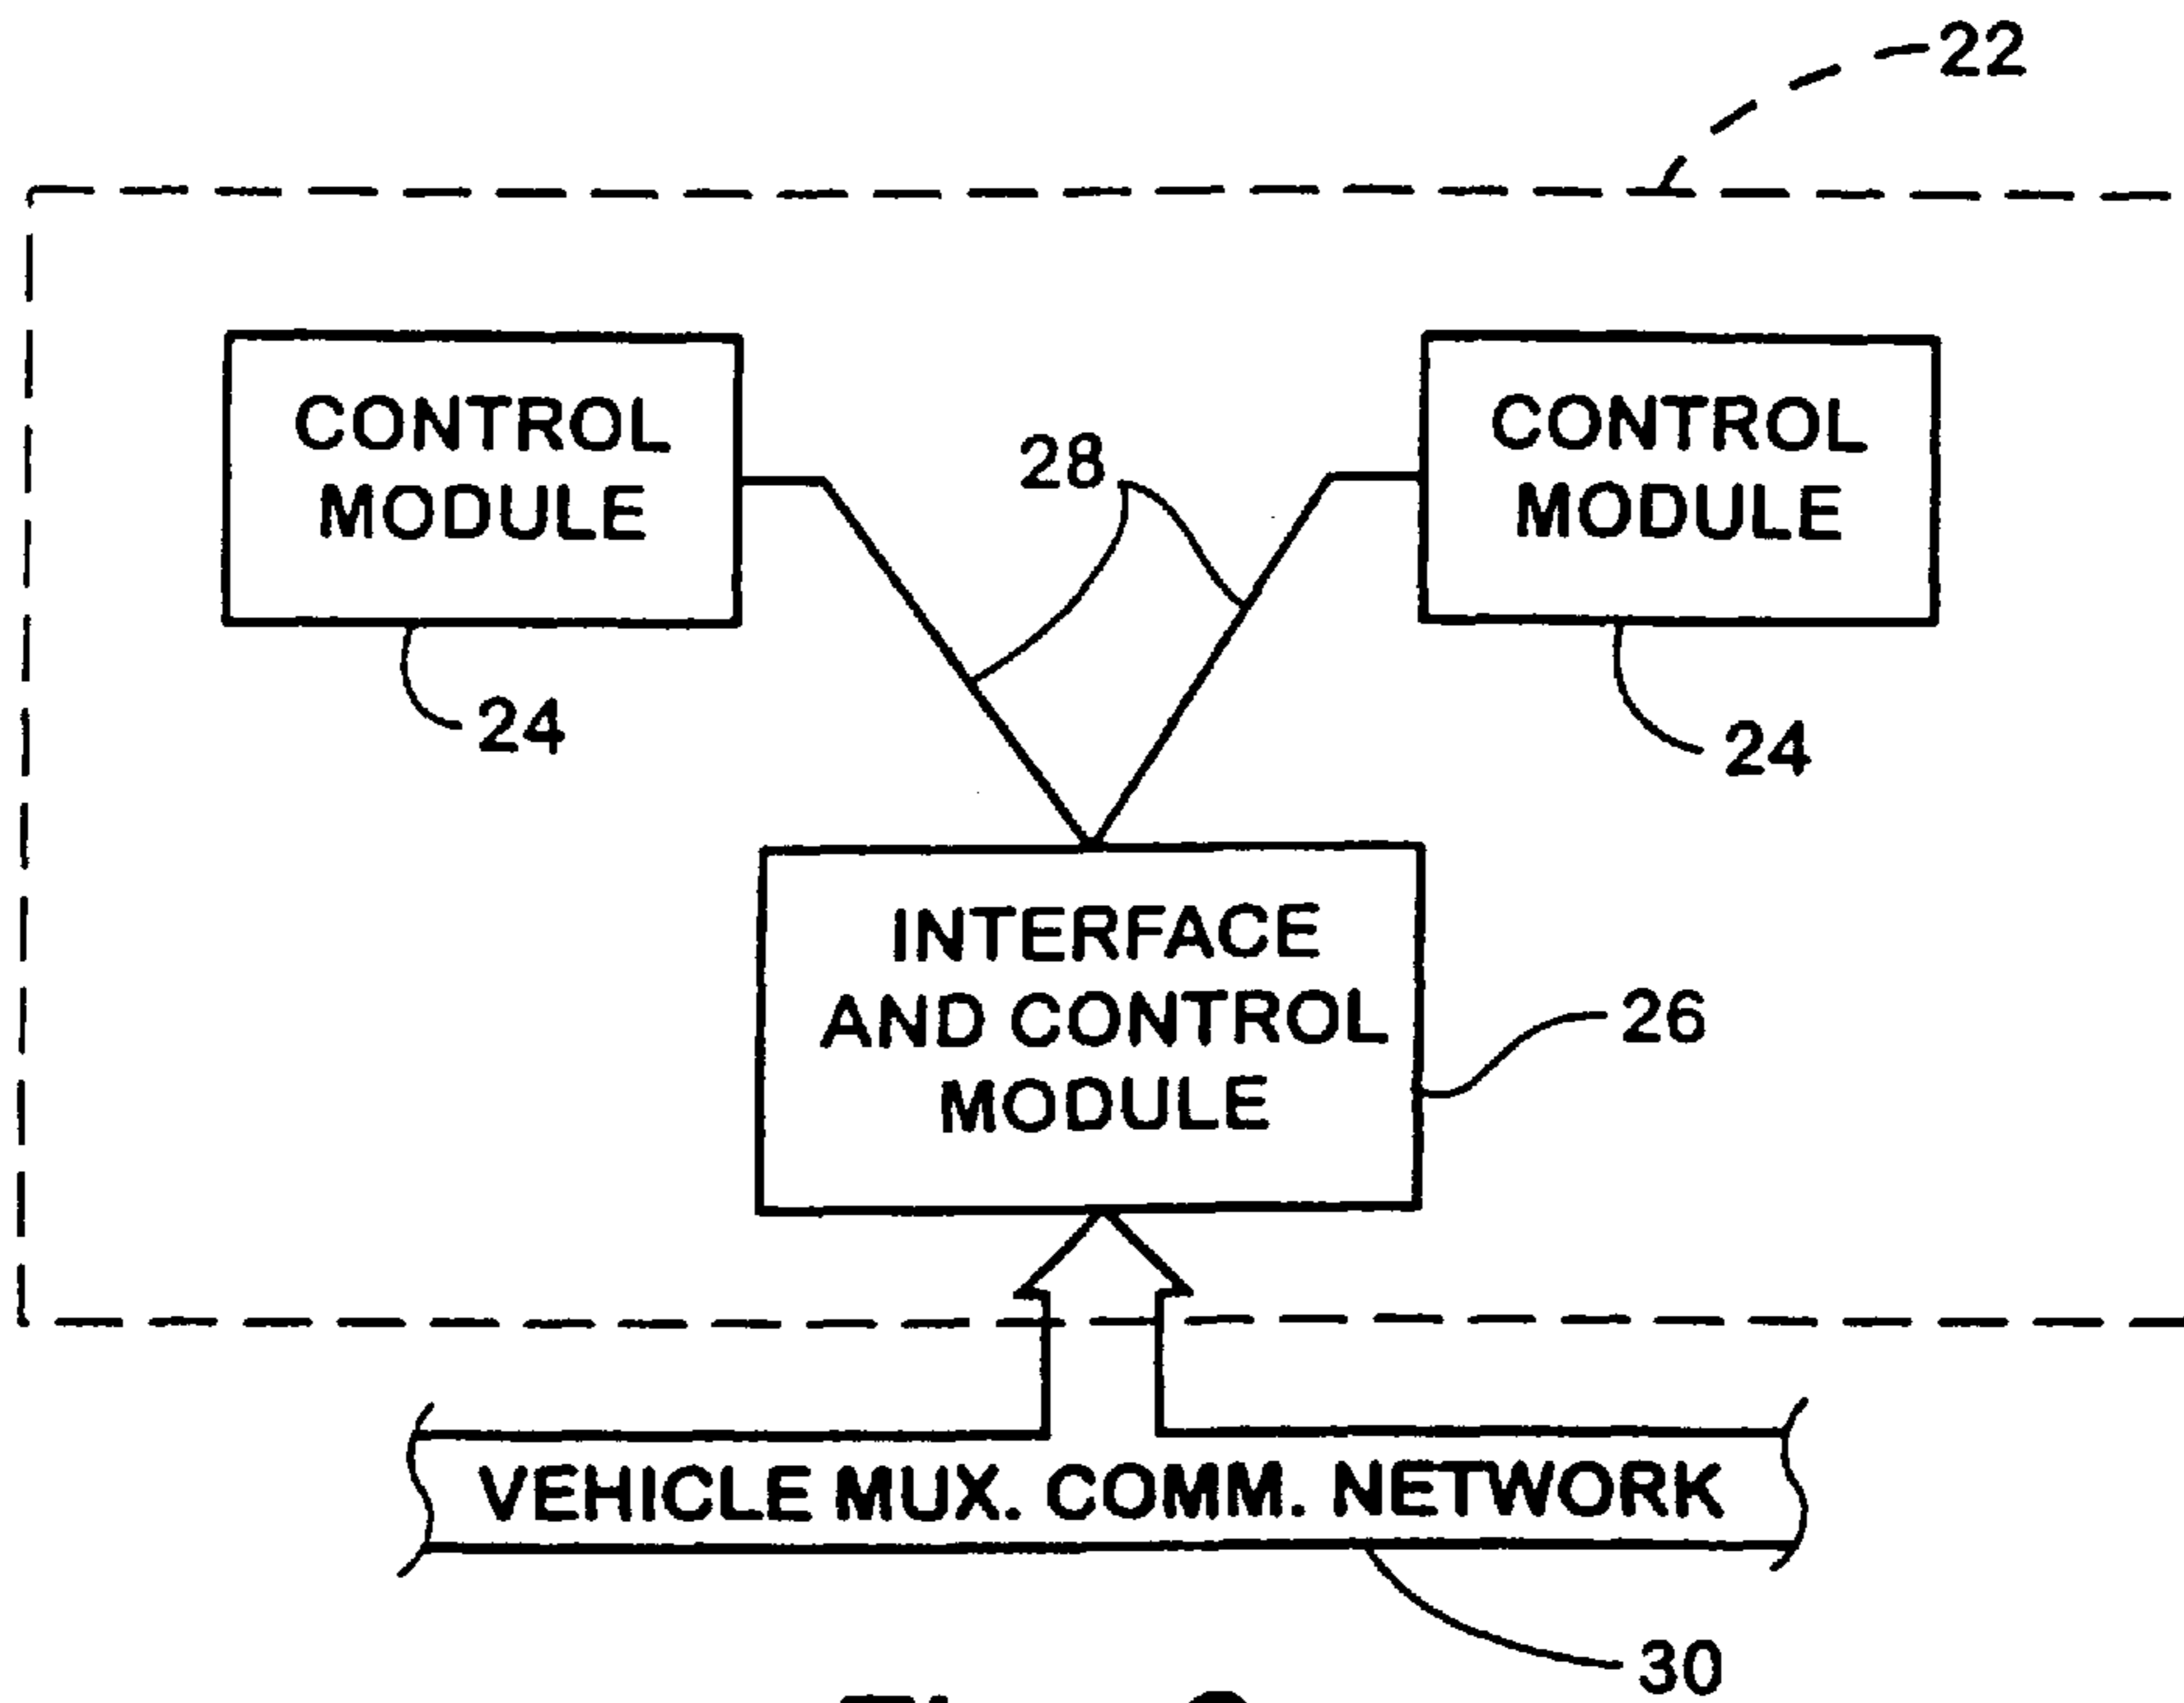 22
CONTROL
MODULE
CONTROL
MODULE
28
24
24
INTERFACE
AND CONTROL
MODULE
26
VEHICLE MUX. COMM. NETWORK
30